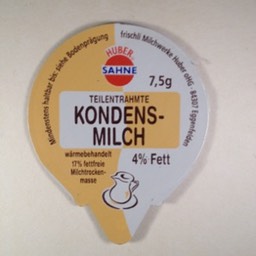 Mindestens haltbar bis: siehe Bodenprägung
frischli Milchwerke Huber oHG · 84307 Eggenfelden
HUBER
SAHNE
7,5g
TEILENTRAHMTE
KONDENS-
MILCH
wärmebehandelt
17% fettfreie
Milchtrocken-
masse
4% Fett